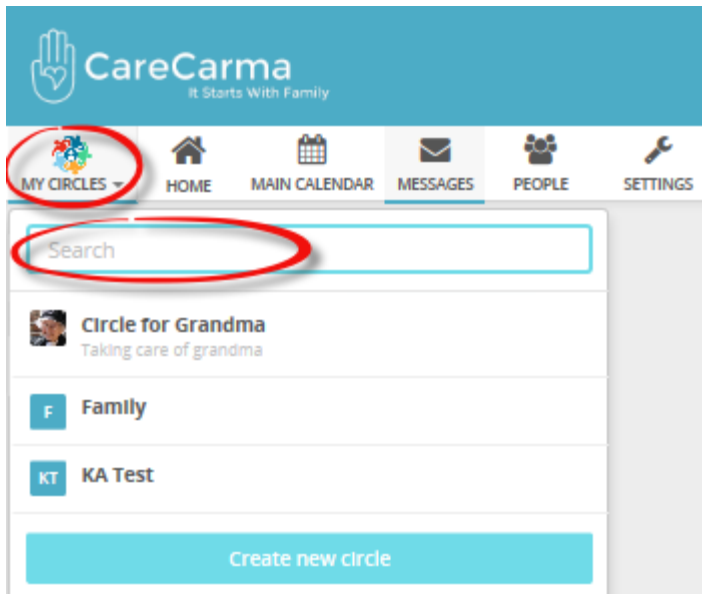 CareCarma
It Starts With Family
MY CIRCLES
HOME
MAIN CALENDAR
MESSAGES
PEOPLE
SETTINGS
Search
Circle for Grandma
Taking care of grandma
F
Family
KT
KA Test
Create new circle